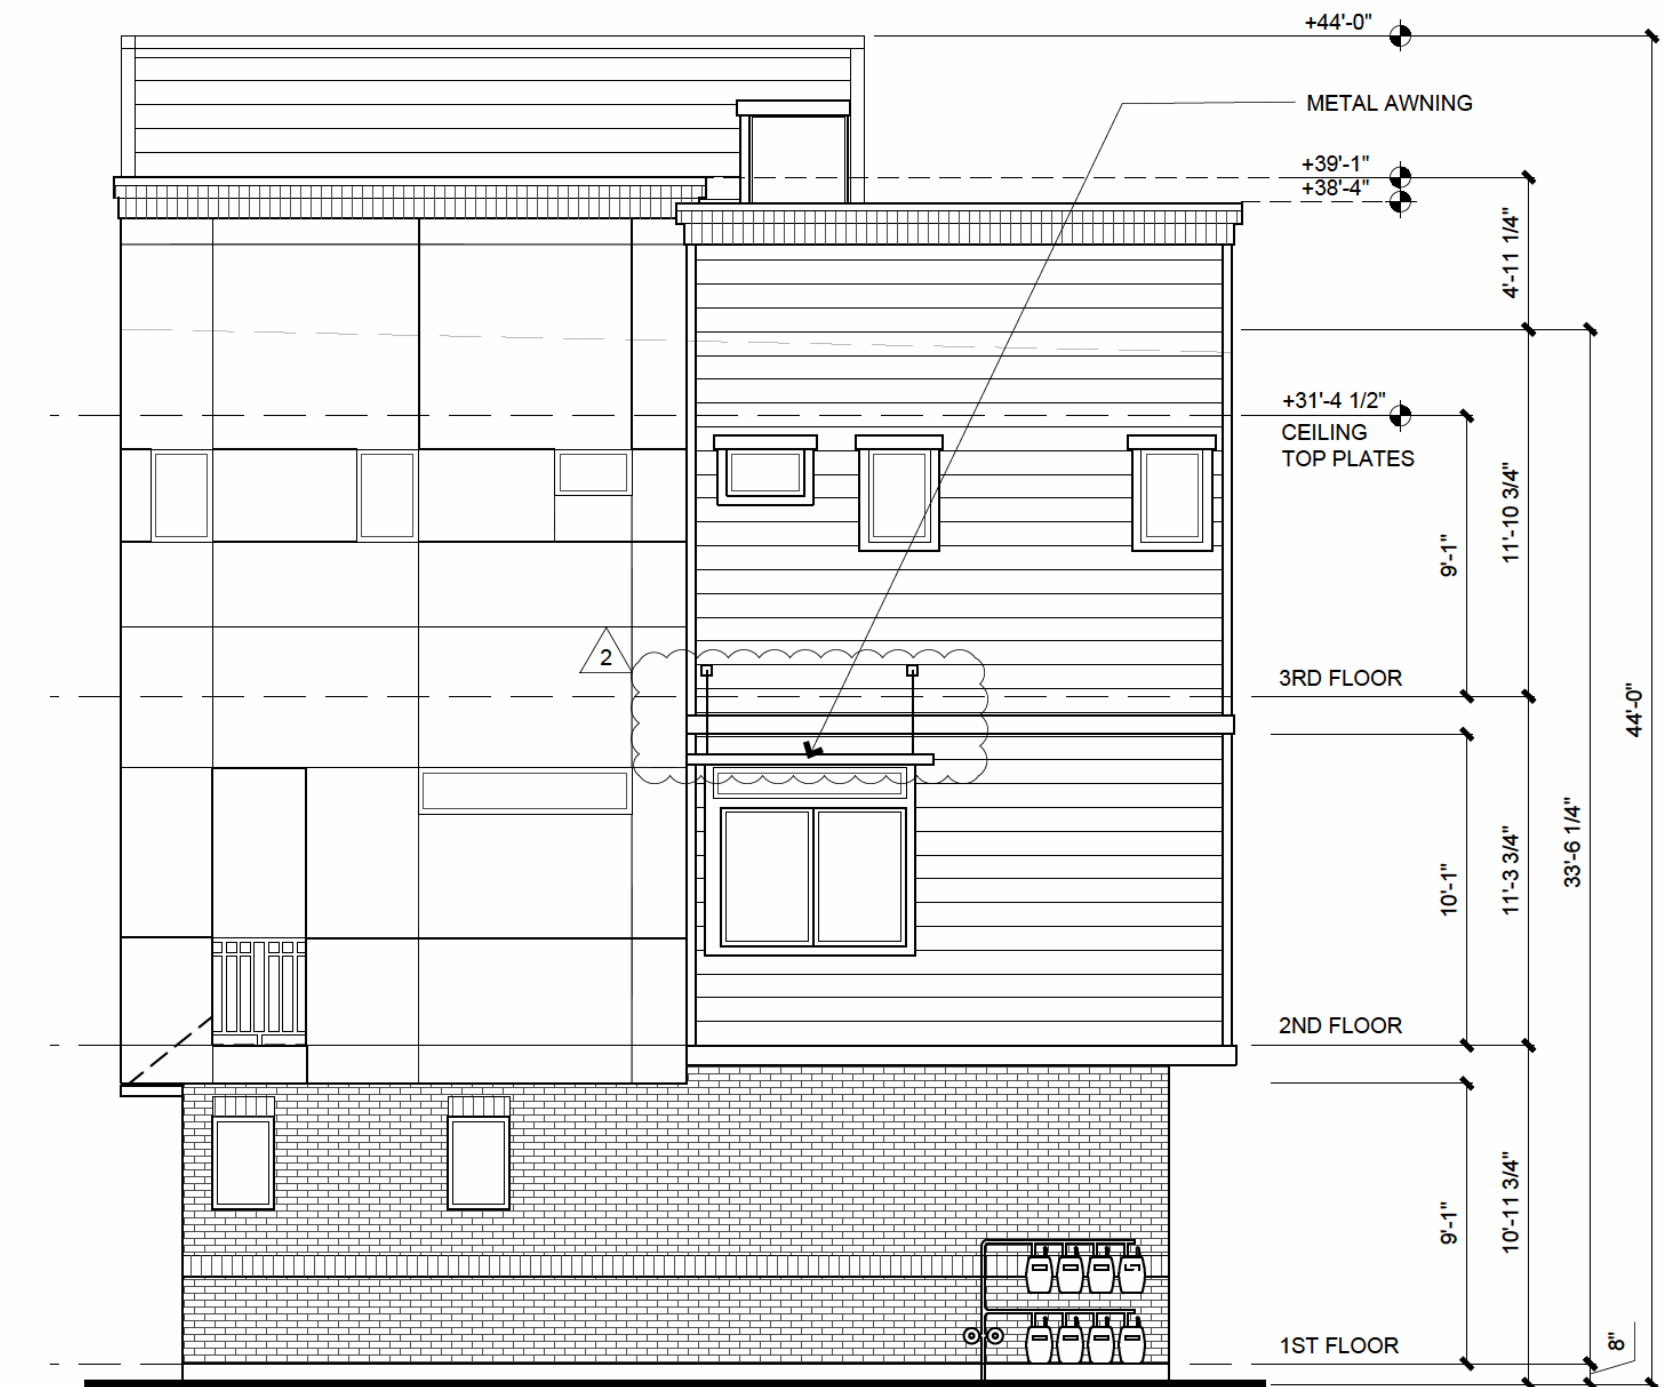 +44'-0"
METAL AWNING
+39'-1"
+38'-4"
4'-11 1/4"
+31'-4 1/2"
CEILING
TOP PLATES
11'-10 3/4"
9'-1"
2
3RD FLOOR
44'-0"
33'-6 1/4"
11'-3 3/4"
10'-1"
2ND FLOOR
10'-11 3/4"
9'-1"
1ST FLOOR
8"